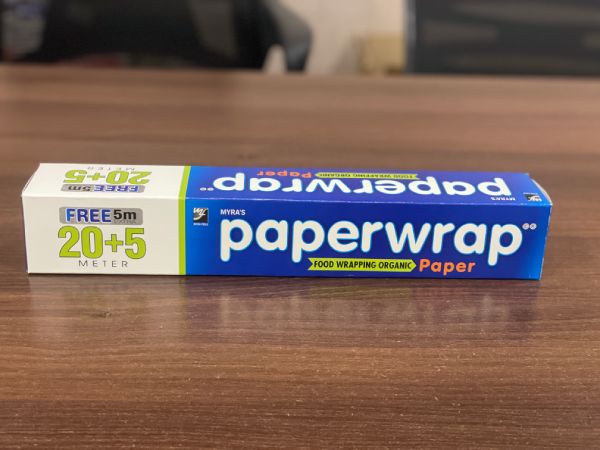 FREE 5m
EXTRA
20+5
METER
MYRA'S
paperwrap
FOOD WRAPPING ORGANIC Paper
FREE 5m
20+5
METER
MYRA'S
paperwrap
FOOD WRAPPING ORGANIC Paper